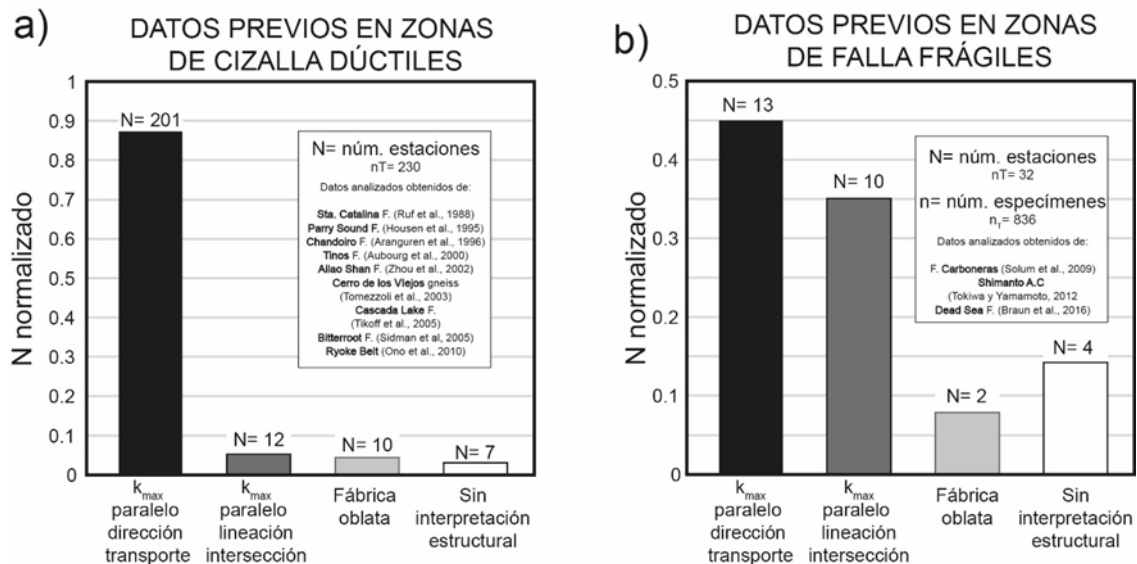 a)
DATOS PREVIOS EN ZONAS
DE CIZALLA DÚCTILES
N normalizado
1
0.9
0.8
0.7
0.6
0.5
0.4
0.3
0.2
0.1
0
N= 201
N= 12
N= 10
N= 7
N= núm. estaciones
nT= 230
Datos analizados obtenidos de:
Sta. Catalina F. (Ruf et al., 1988)
Parry Sound F. (Housen et al., 1995)
Chandoiro F. (Aranguren et al., 1996)
Tinos F. (Aubourg et al., 2000)
Ailao Shan F. (Zhou et al., 2002)
Cerro de los Viejos gneiss
(Tomezzoli et al., 2003)
Cascada Lake F.
(Tikoff et al., 2005)
Bitterroot F. (Sidman et al, 2005)
Ryoke Belt (Ono et al., 2010)
kmax
paralelo
dirección
transporte
kmax
paralelo
lineación
intersección
Fábrica
oblata
Sin
interpretación
estructural
b)
DATOS PREVIOS EN ZONAS
DE FALLA FRÁGILES
N normalizado
0.5
0.4
0.3
0.2
0.1
0
N= 13
N= 10
N= 2
N= 4
N= núm. estaciones
nT= 32
n= núm. especímenes
nT= 836
Datos analizados obtenidos de:
F. Carboneras (Solum et al., 2009)
Shimanto A.C
(Tokiwa y Yamamoto, 2012
Dead Sea F. (Braun et al., 2016)
kmax
paralelo
dirección
transporte
kmax
paralelo
lineación
intersección
Fábrica
oblata
Sin
interpretación
estructural